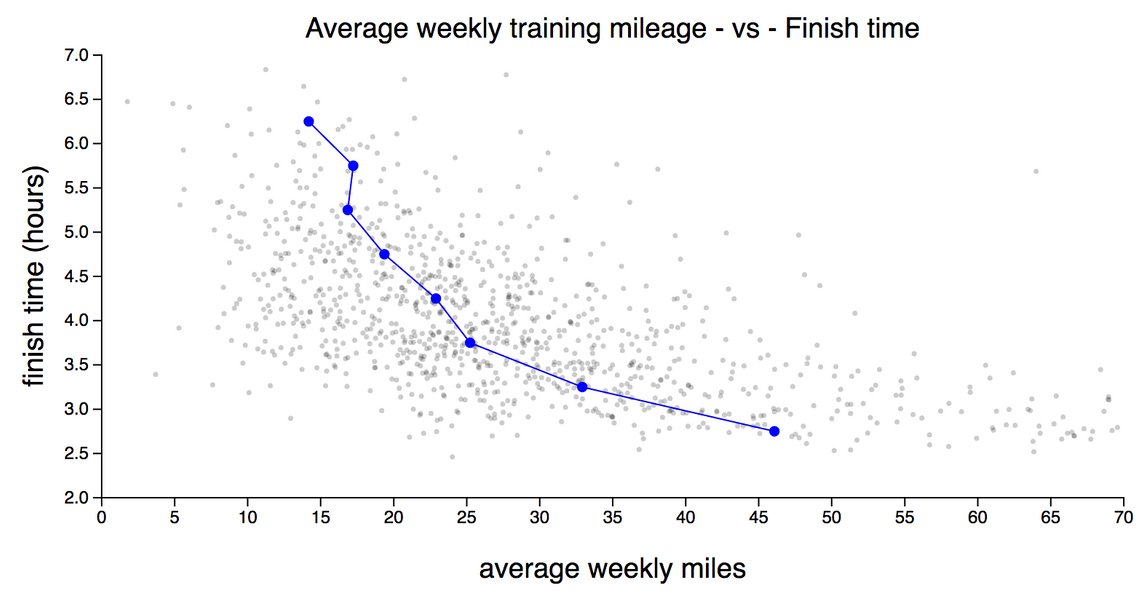 Average weekly training mileage - vs - Finish time
7.0
6.5
6.0
5.5
5.0
4.5
4.0
3.5
3.0
2.5
2.0
finish time (hours)
0 5 10 15 20 25 30 35 40 45 50 55 60 65 70
average weekly miles